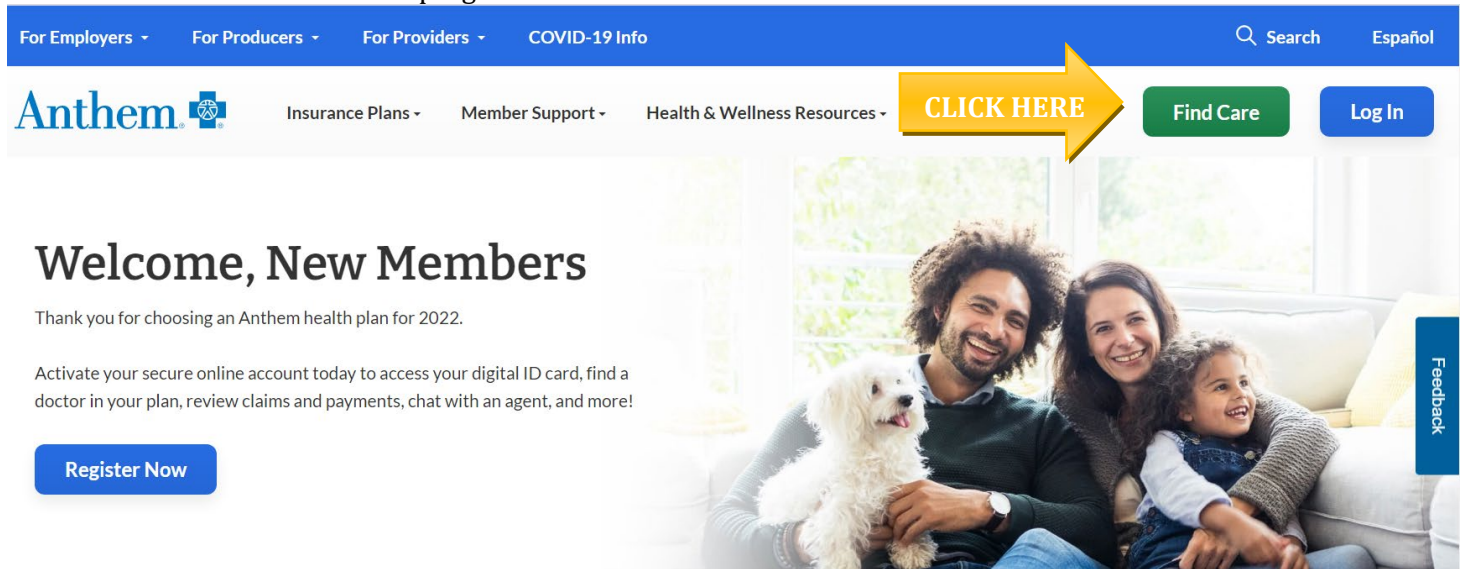 For Employers
For Producers
For Providers
COVID-19 Info
Search
Español
Anthem
Insurance Plans
Member Support
Health & Wellness Resources
CLICK HERE
Find Care
Log In
Welcome, New Members
Thank you for choosing an Anthem health plan for 2022.
Activate your secure online account today to access your digital ID card, find a
doctor in your plan, review claims and payments, chat with an agent, and more!
Register Now
Feedback